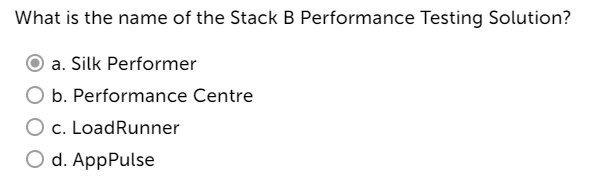 What is the name of the Stack B Performance Testing Solution?
a. Silk Performer
b. Performance Centre
c. LoadRunner
d. AppPulse